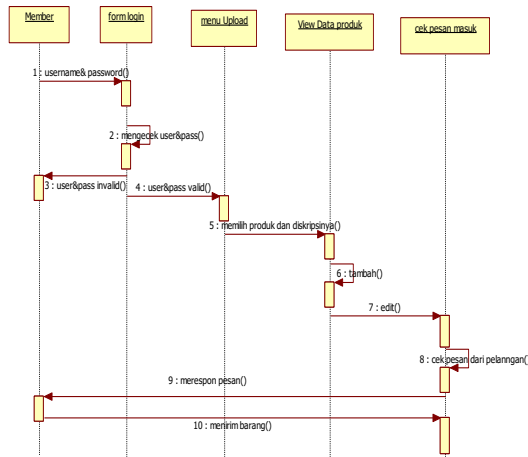 Member
form login
menu Upload
View Data produk
cek pesan masuk
1 : username& password()
2 : mengecek user&pass()
3 : user&pass invalid()
4 : user&pass valid()
5 : memilih produk dan diskripsinya()
6 : tambah()
7 : edit()
8 : cek pesan dari pelanngan()
9 : merespon pesan()
10 : menirim barang()